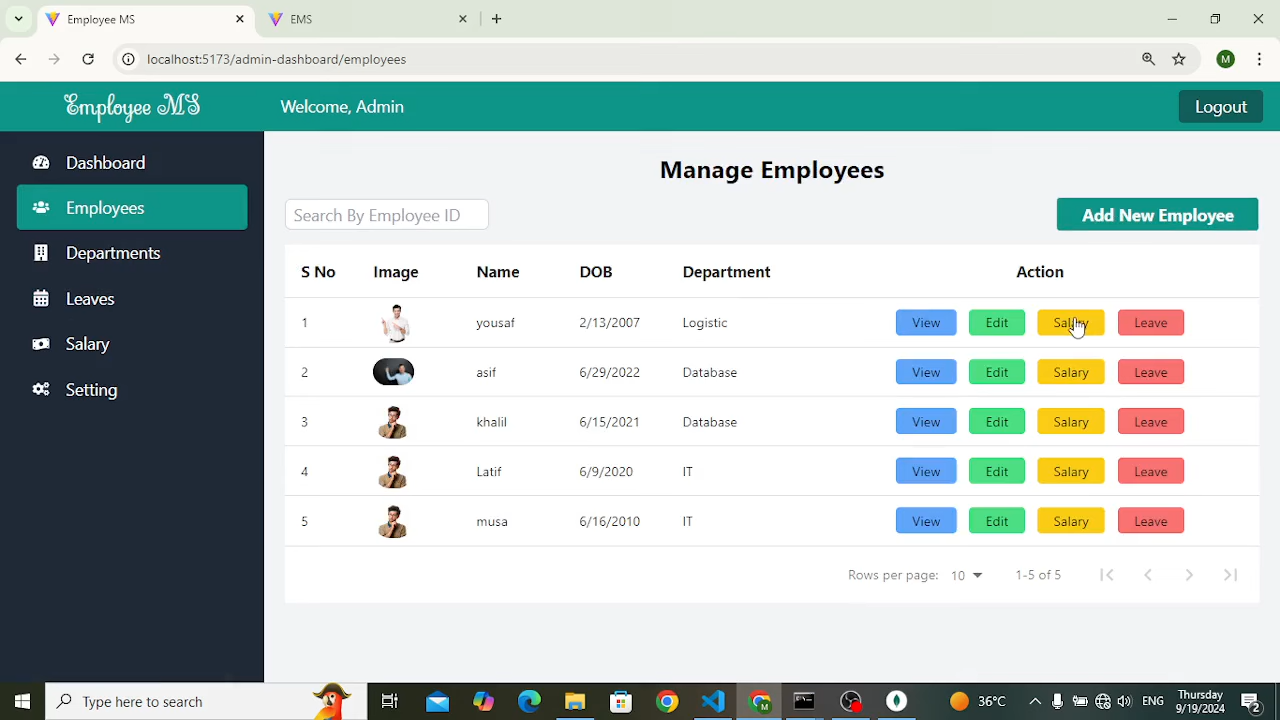 Employee MS
EMS
localhost:5173/admin-dashboard/employees
M
Employee MS
Welcome, Admin
Logout
Dashboard
Employees
Departments
Leaves
Salary
Setting
Manage Employees
Search By Employee ID
Add New Employee
S No Image Name DOB Department Action
1 yousaf 2/13/2007 Logistic View Edit Salary Leave
2 asif 6/29/2022 Database View Edit Salary Leave
3 khalil 6/15/2021 Database View Edit Salary Leave
4 Latif 6/9/2020 IT View Edit Salary Leave
5 musa 6/16/2010 IT View Edit Salary Leave
Rows per page: 10 1-5 of 5
Type here to search
36°C
ENG
Thursday
9/19/2024
2